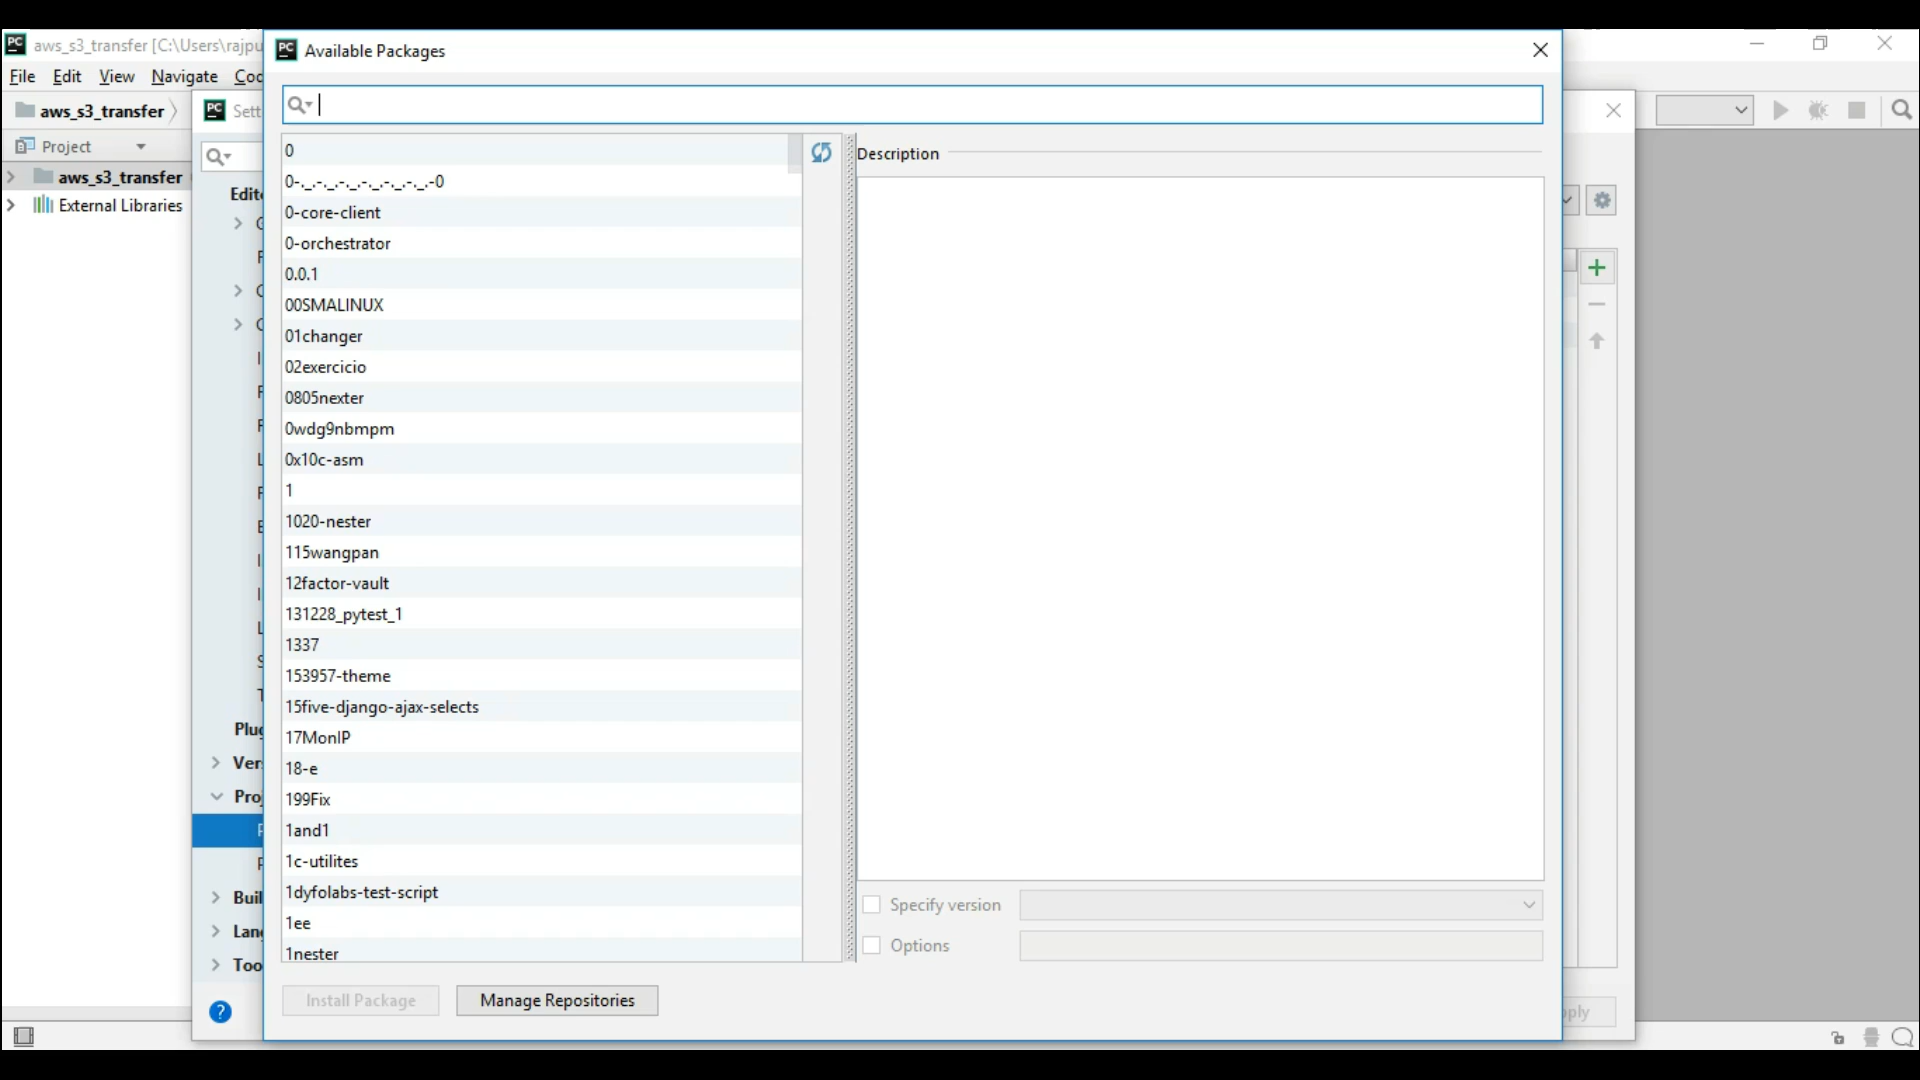 aws_s3_transfer [C:\Users\rajpu
File Edit View Navigate
aws_s3_transfer
Project
aws_s3_transfer
External Libraries
Available Packages
0
0-._.-._.-._.-._.-._.-._.-0
0-core-client
0-orchestrator
0.0.1
00SMALINUX
01changer
02exercicio
0805nexter
0wdg9nbmpm
0x10c-asm
1
1020-nester
115wangpan
12factor-vault
131228_pytest_1
1337
153957-theme
15five-django-ajax-selects
17MonIP
18-e
199Fix
1and1
1c-utilites
1dyfolabs-test-script
1ee
1nester
Description
Specify version
Options
Install Package
Manage Repositories